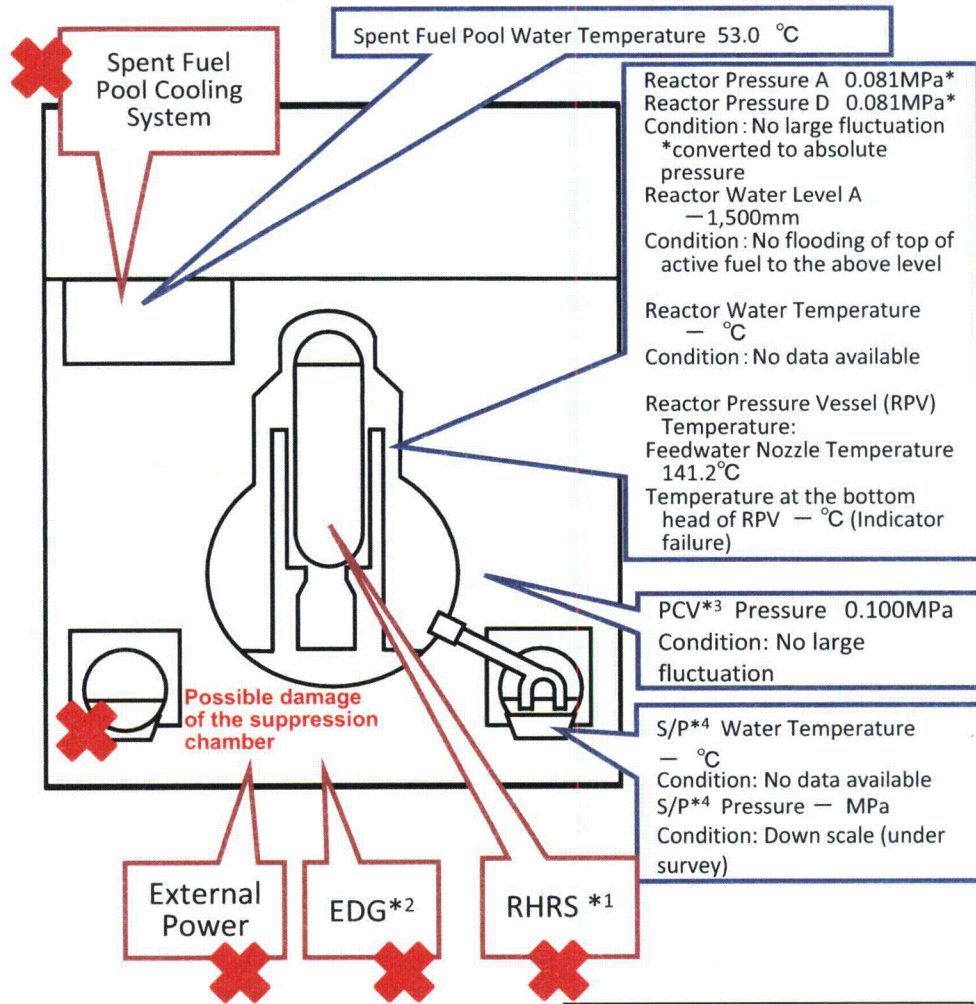 Spent Fuel Pool Water Temperature 53.0 ℃
Spent Fuel
Pool Cooling
System
Reactor Pressure A 0.081MPa*
Reactor Pressure D 0.081MPa*
Condition : No large fluctuation
*converted to absolute
pressure
Reactor Water Level A
－1,500mm
Condition : No flooding of top of
active fuel to the above level
Reactor Water Temperature
－ ℃
Condition : No data available
Reactor Pressure Vessel (RPV)
Temperature:
Feedwater Nozzle Temperature
141.2℃
Temperature at the bottom
head of RPV － ℃ (Indicator
failure)
PCV*3 Pressure 0.100MPa
Condition: No large
fluctuation
Possible damage
of the suppression
chamber
S/P*4 Water Temperature
－ ℃
Condition: No data available
S/P*4 Pressure － MPa
Condition: Down scale (under
survey)
External
Power
EDG*2
RHRS *1